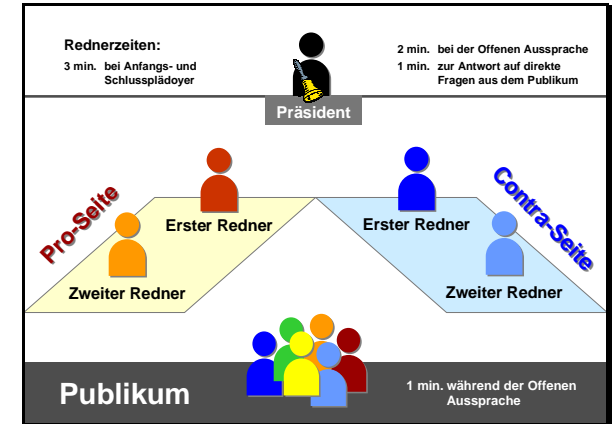 Rednerzeiten:
3 min. bei Anfangs- und
Schlussplädoyer
2 min. bei der Offenen Aussprache
1 min. zur Antwort auf direkte
Fragen aus dem Publikum
Präsident
Pro-Seite
Contra-Seite
Erster Redner
Erster Redner
Zweiter Redner
Zweiter Redner
Publikum
1 min. während der Offenen
Aussprache